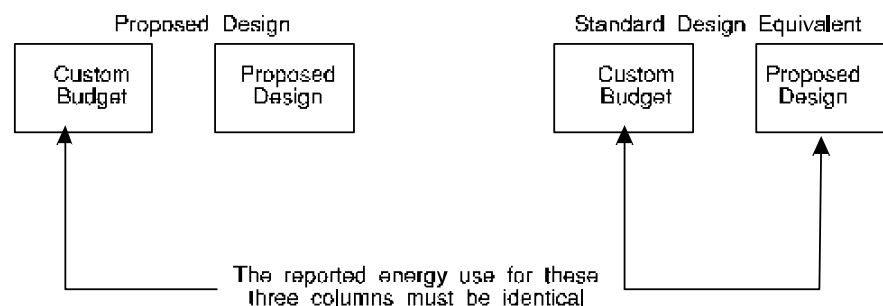 Proposed Design
Standard Design Equivalent
Custom
Budget
Proposed
Design
Custom
Budget
Proposed
Design
The reported energy use for these
three columns must be identical